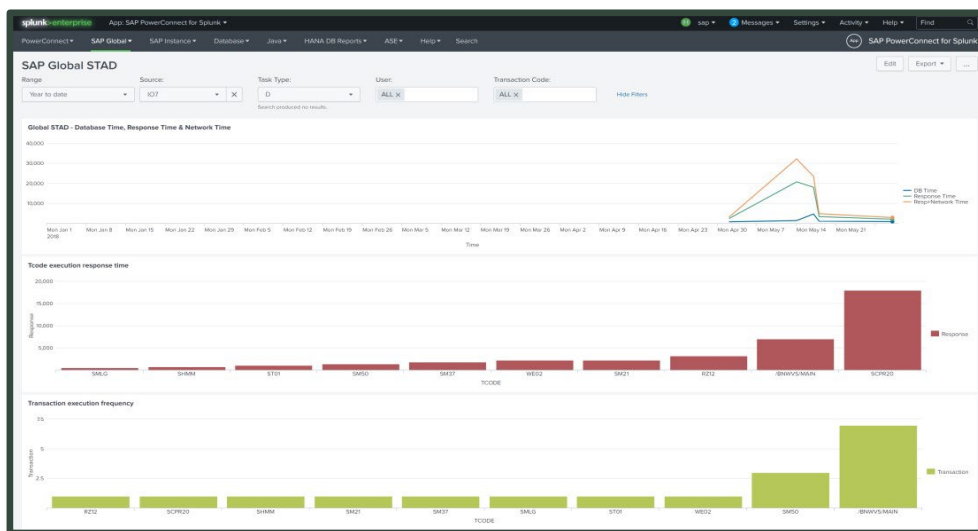 splunk>enterprise App: SAP PowerConnect for Splunk sap 2 Messages Settings Activity Help Find
PowerConnect SAP Global SAP Instance Database Java HANA DB Reports ASE Help Search App SAP PowerConnect for Splunk
SAP Global STAD Edit Export ...
Range Source: Task Type: User: Transaction Code:
Year to date IO7 × D ALL × ALL × Hide Filters
Search produced no results.
Global STAD - Database Time, Response Time & Network Time
40,000
30,000
20,000
10,000
DB Time
Response Time
Resp+Network Time
Mon Jan 1 Mon Jan 8 Mon Jan 15 Mon Jan 22 Mon Jan 29 Mon Feb 5 Mon Feb 12 Mon Feb 19 Mon Feb 26 Mon Mar 5 Mon Mar 12 Mon Mar 19 Mon Mar 26 Mon Apr 2 Mon Apr 9 Mon Apr 16 Mon Apr 23 Mon Apr 30 Mon May 7 Mon May 14 Mon May 21
2018
Time
Tcode execution response time
20,000
15,000
10,000
5,000
Response
Response
SMLG SHMM ST01 SM50 SM37 WE02 SM21 RZ12 /BNWVS/MAIN SCPR20
TCODE
Transaction execution frequency
7.5
5
2.5
Transaction
Transaction
RZ12 SCPR20 SHMM SM21 SM37 SMLG ST01 WE02 SM50 /BNWVS/MAIN
TCODE